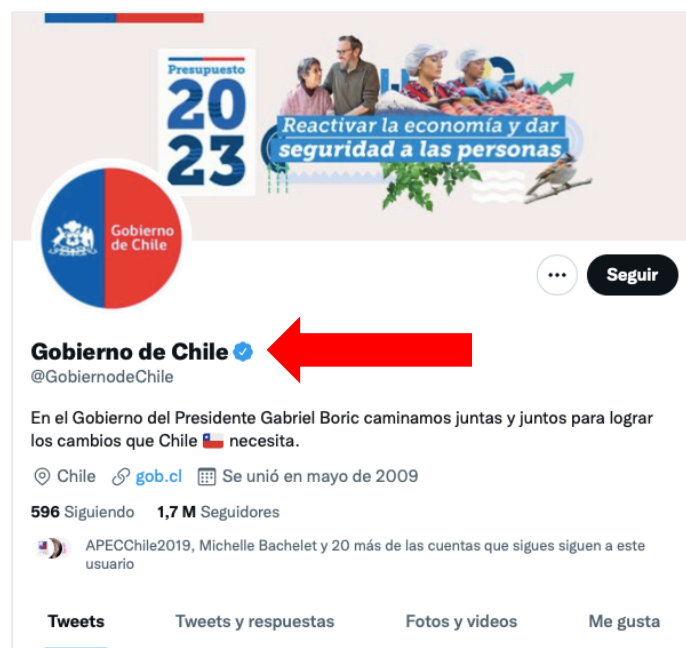 Presupuesto
20
23
Reactivar la economía y dar
seguridad a las personas
Gobierno
de Chile
Seguir
Gobierno de Chile
@GobiernodeChile
En el Gobierno del Presidente Gabriel Boric caminamos juntas y juntos para lograr
los cambios que Chile 🇨🇱 necesita.
Chile gob.cl Se unió en mayo de 2009
596 Siguiendo 1,7 M Seguidores
APECChile2019, Michelle Bachelet y 20 más de las cuentas que sigues siguen a este
usuario
Tweets Tweets y respuestas Fotos y videos Me gusta